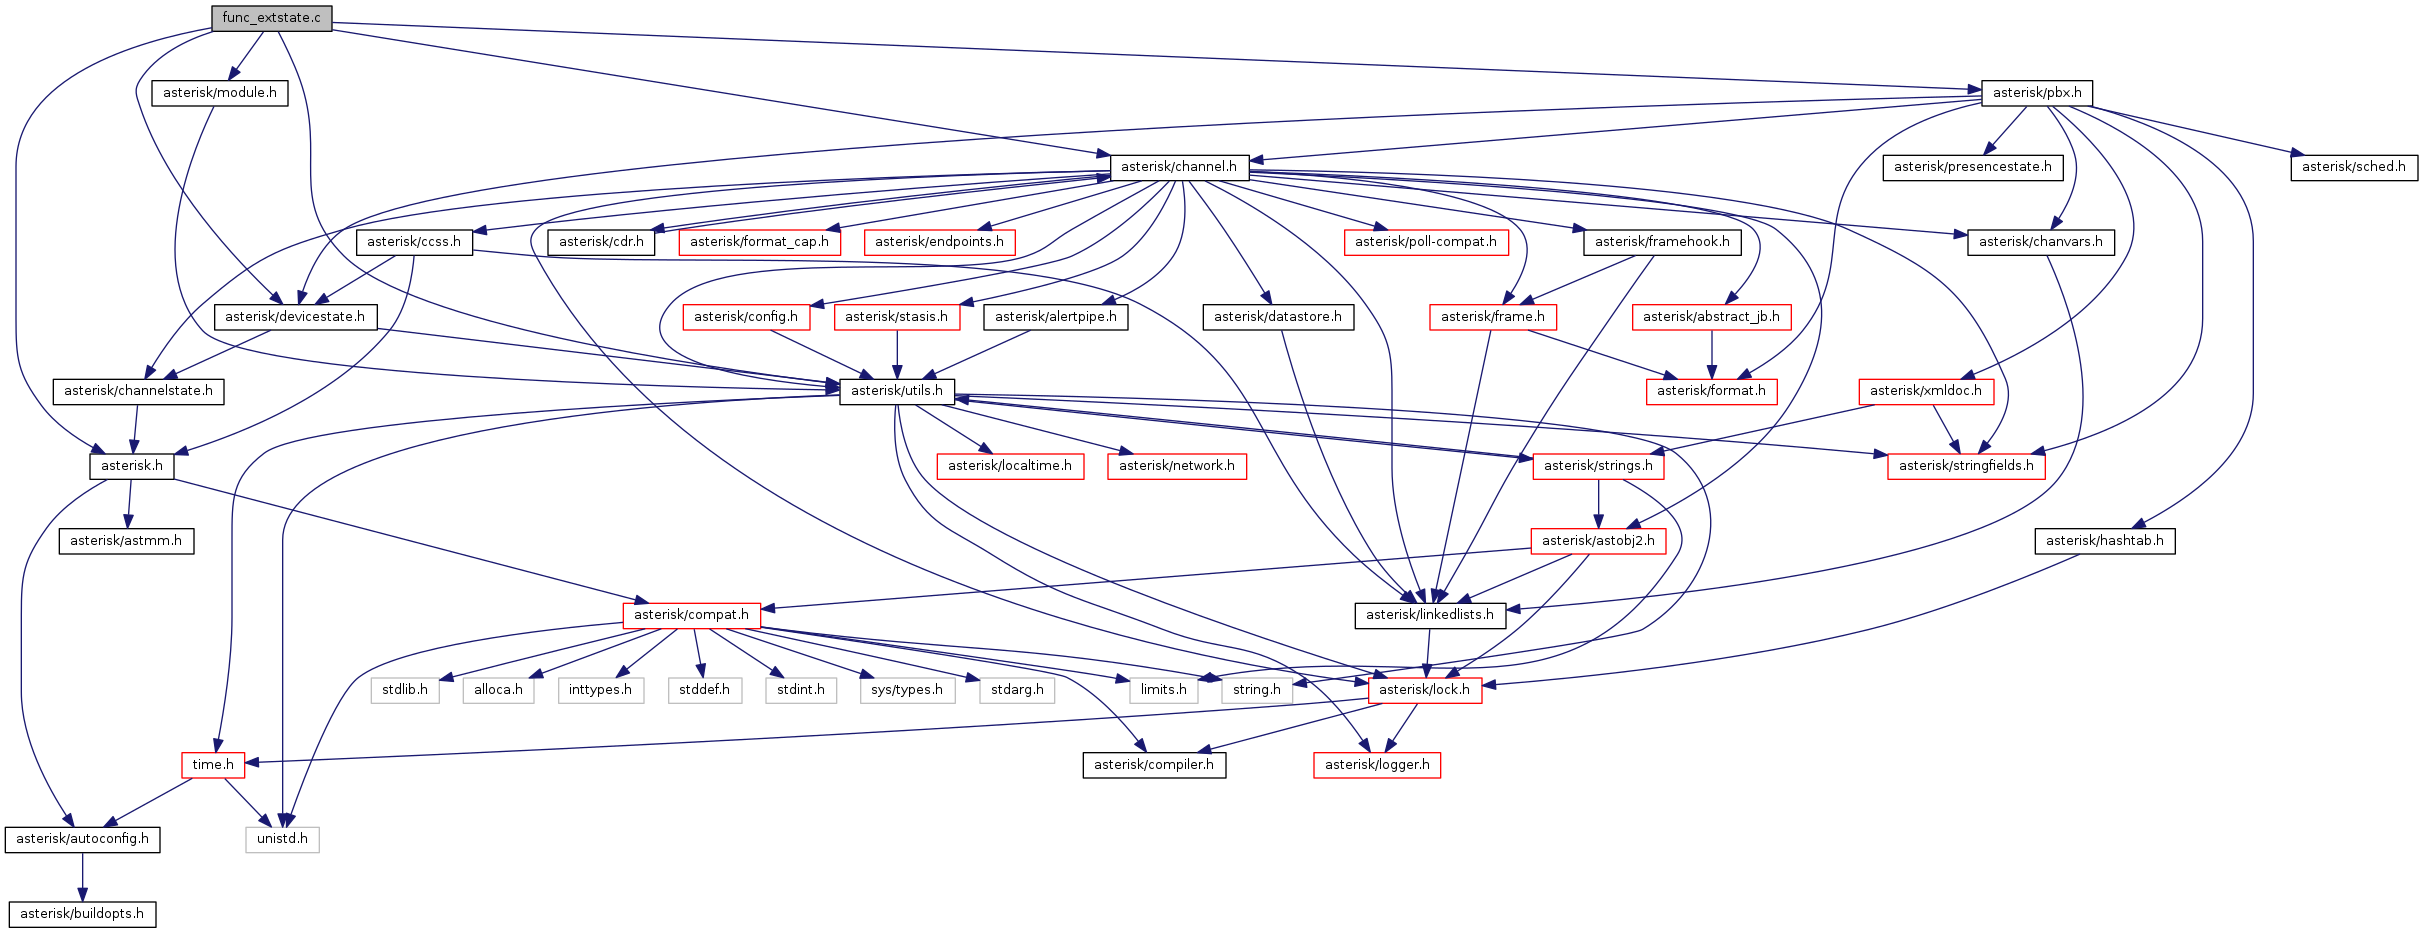 func_extstate.c
asterisk/module.h
asterisk/pbx.h
asterisk/channel.h
asterisk/presencestate.h
asterisk/sched.h
asterisk/ccss.h
asterisk/cdr.h
asterisk/format_cap.h
asterisk/endpoints.h
asterisk/poll-compat.h
asterisk/framehook.h
asterisk/chanvars.h
asterisk/devicestate.h
asterisk/config.h
asterisk/stasis.h
asterisk/alertpipe.h
asterisk/datastore.h
asterisk/frame.h
asterisk/abstract_jb.h
asterisk/channelstate.h
asterisk/utils.h
asterisk/format.h
asterisk/xmldoc.h
asterisk.h
asterisk/localtime.h
asterisk/network.h
asterisk/strings.h
asterisk/stringfields.h
asterisk/astmm.h
asterisk/astobj2.h
asterisk/hashtab.h
asterisk/compat.h
asterisk/linkedlists.h
stdlib.h
alloca.h
inttypes.h
stddef.h
stdint.h
sys/types.h
stdarg.h
limits.h
string.h
asterisk/lock.h
time.h
asterisk/compiler.h
asterisk/logger.h
asterisk/autoconfig.h
unistd.h
asterisk/buildopts.h